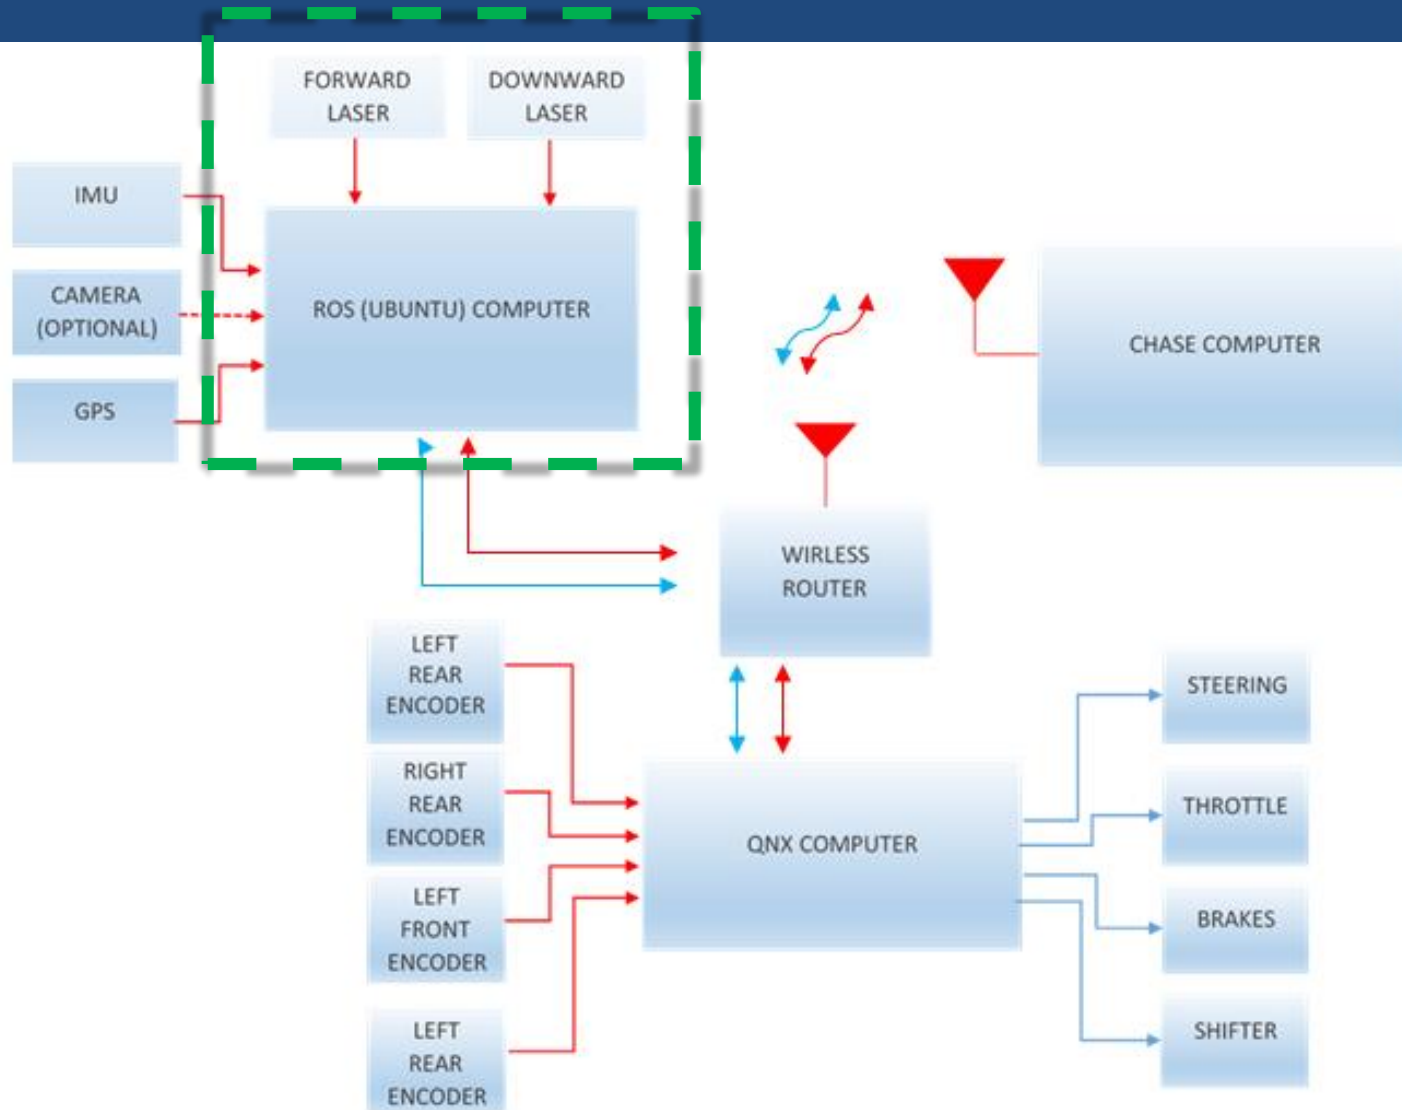 FORWARD
LASER
DOWNWARD
LASER
IMU
CAMERA
(OPTIONAL)
GPS
ROS (UBUNTU) COMPUTER
CHASE COMPUTER
WIRLESS
ROUTER
LEFT
REAR
ENCODER
RIGHT
REAR
ENCODER
LEFT
FRONT
ENCODER
LEFT
REAR
ENCODER
QNX COMPUTER
STEERING
THROTTLE
BRAKES
SHIFTER